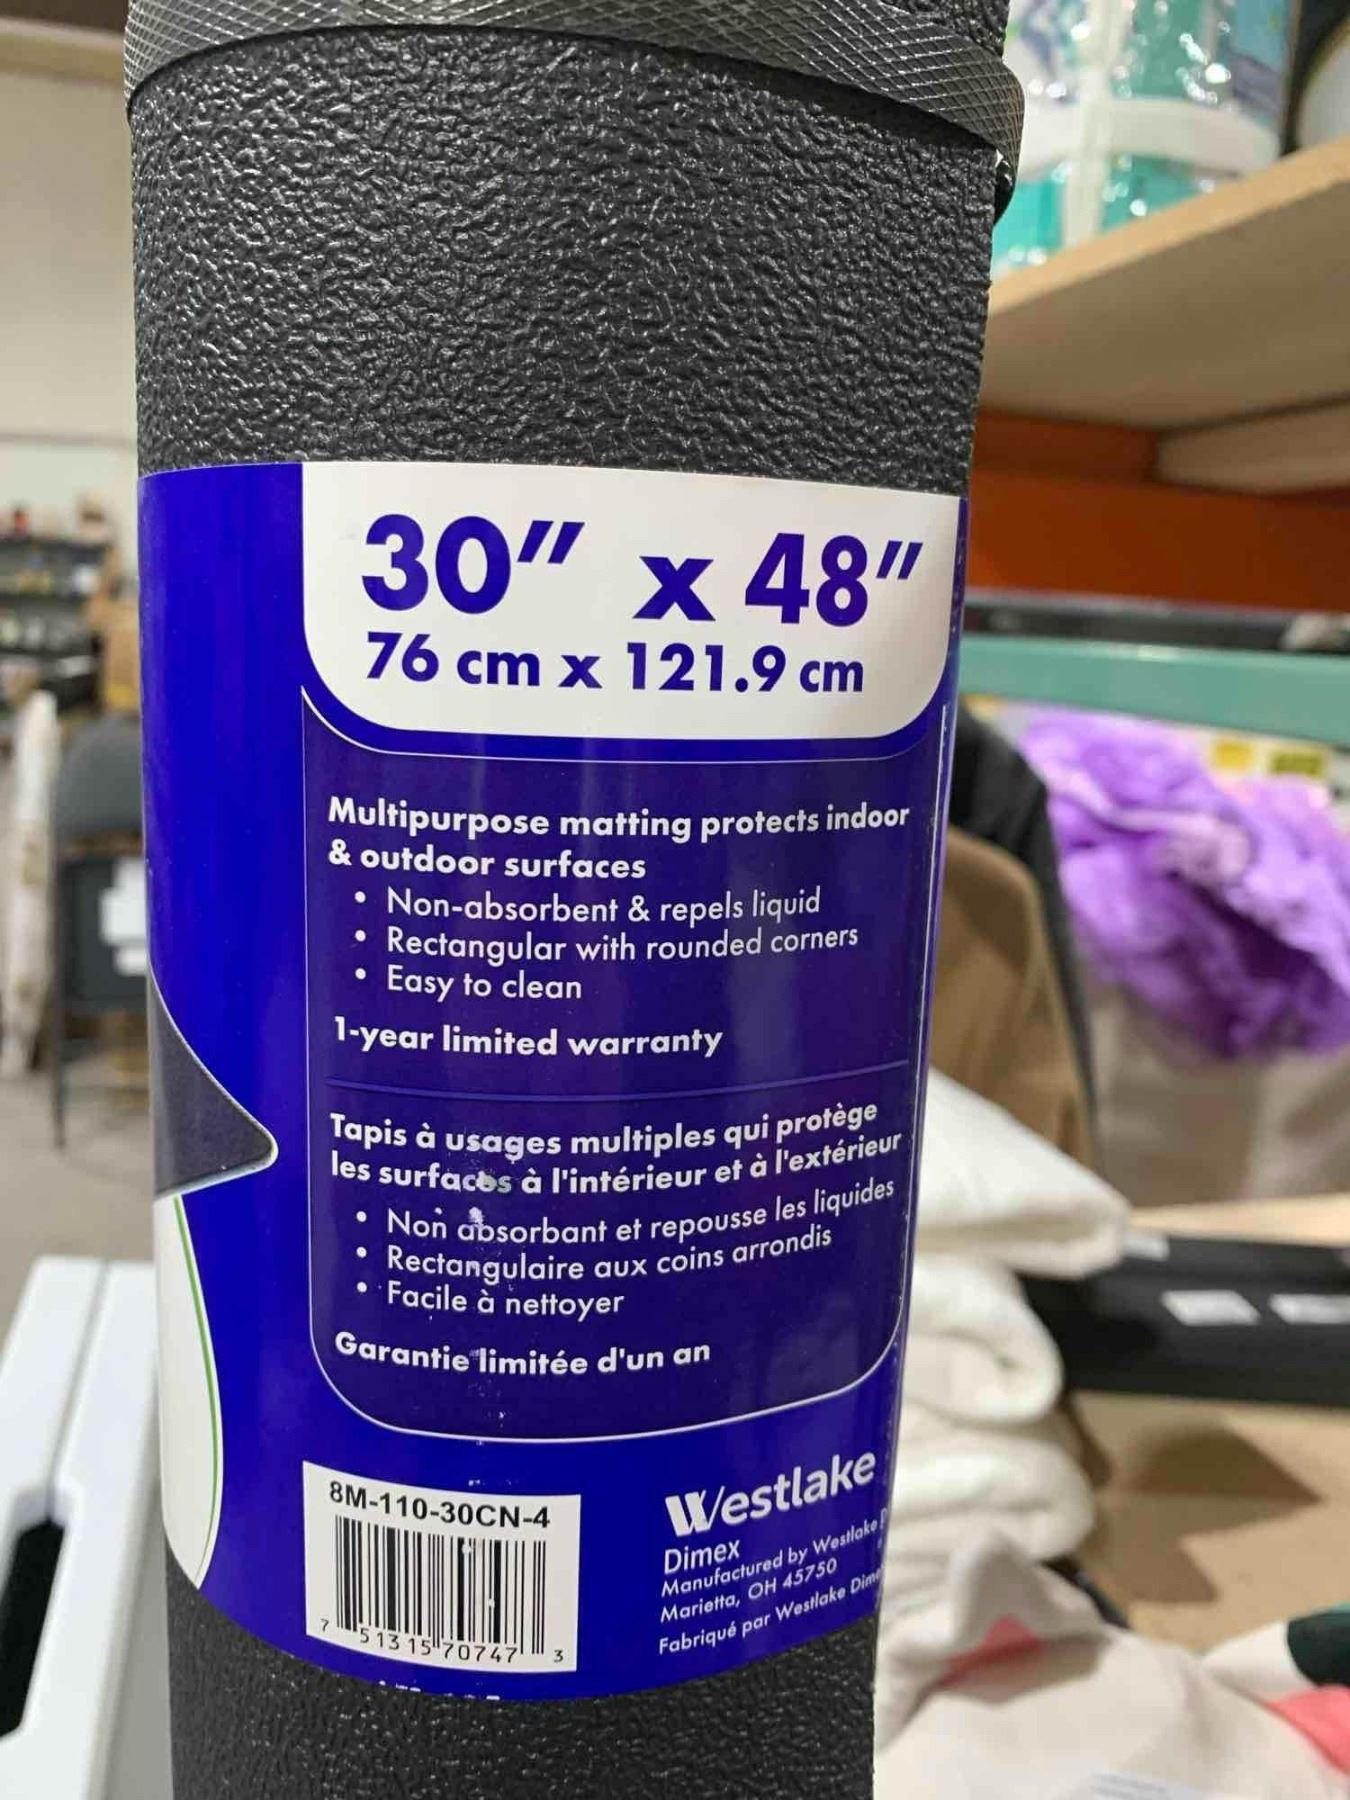 30" x 48"
76 cm x 121.9 cm
Multipurpose matting protects indoor
& outdoor surfaces
• Non-absorbent & repels liquid
• Rectangular with rounded corners
• Easy to clean
1-year limited warranty
Tapis à usages multiples qui protège
les surfaces à l'intérieur et à l'extérieur
• Non absorbant et repousse les liquides
• Rectangulaire aux coins arrondis
• Facile à nettoyer
Garantie limitée d'un an
8M-110-30CN-4
7 51315 70747 3
Westlake
Dimex
Manufactured by Westlake
Marietta, OH 45750
Fabriqué par Westlake